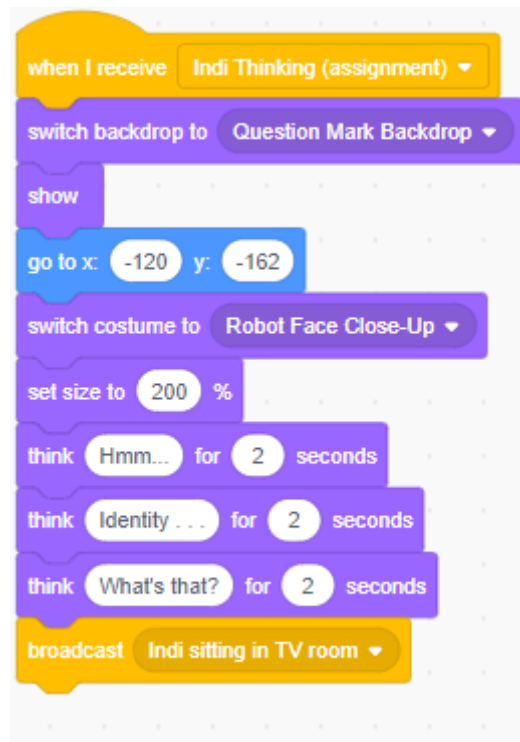 when I receive Indi Thinking (assignment)
switch backdrop to Question Mark Backdrop
show
go to x: -120 y: -162
switch costume to Robot Face Close-Up
set size to 200 %
think Hmm... for 2 seconds
think Identity . . . for 2 seconds
think What's that? for 2 seconds
broadcast Indi sitting in TV room